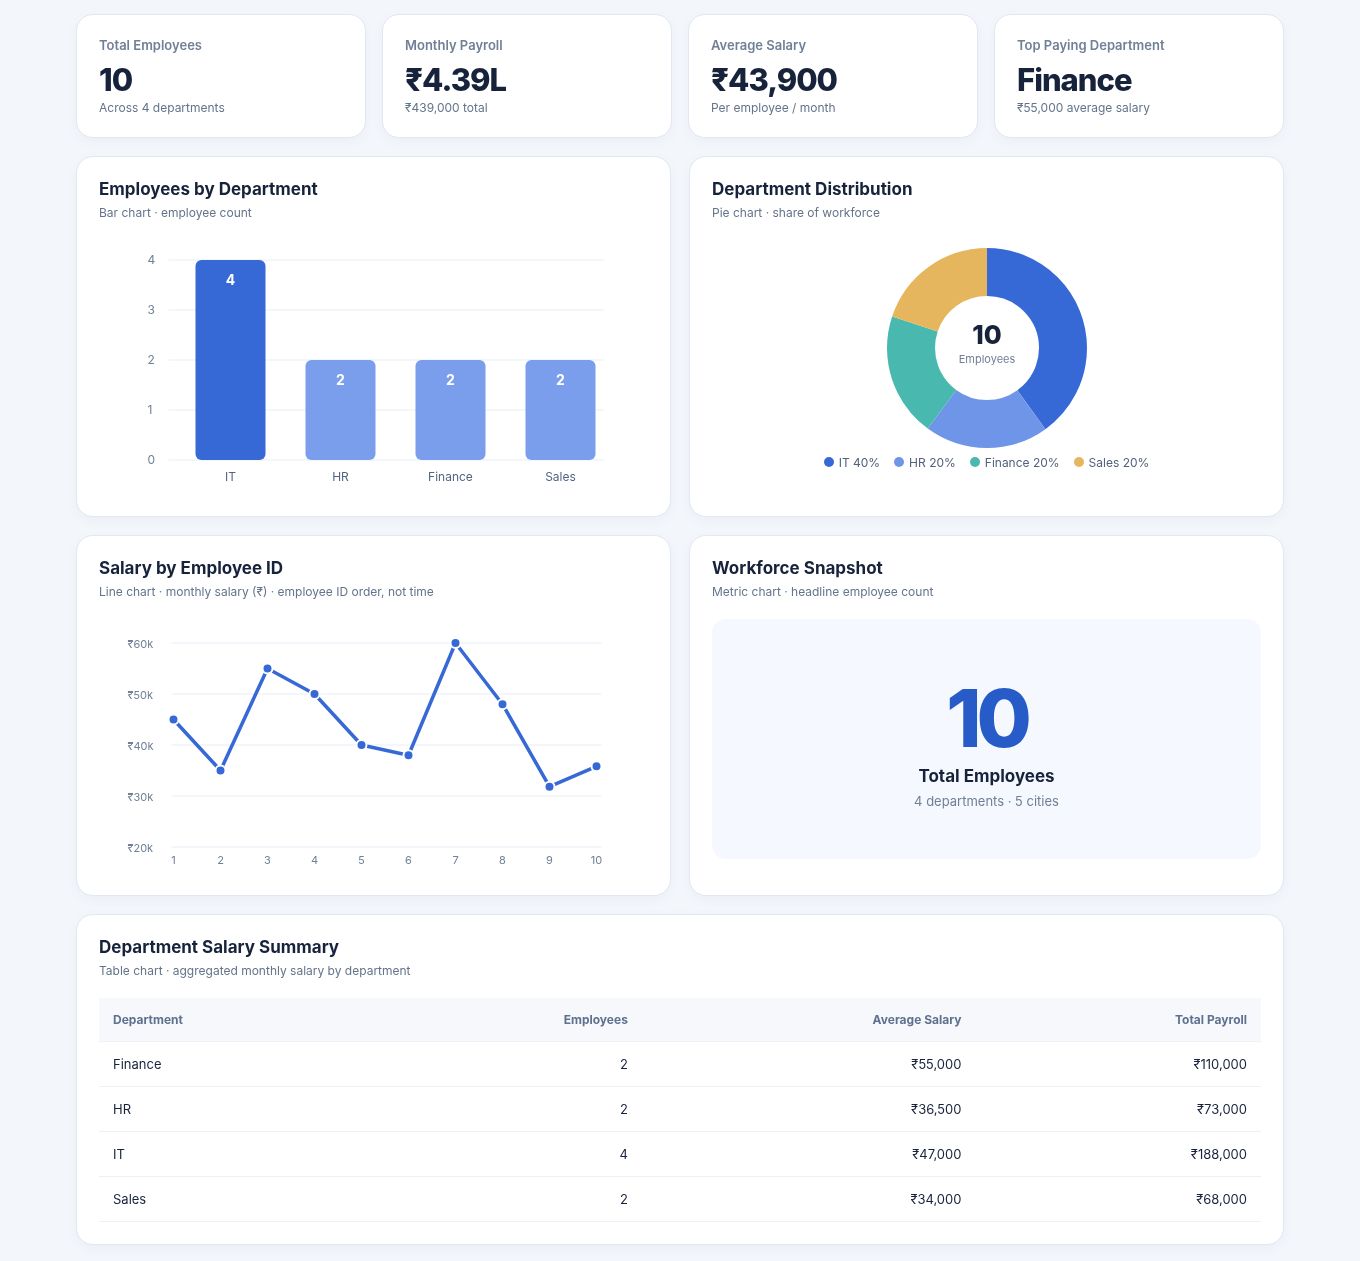 Total Employees
10
Across 4 departments
Monthly Payroll
₹4.39L
₹439,000 total
Average Salary
₹43,900
Per employee / month
Top Paying Department
Finance
₹55,000 average salary
Employees by Department
Bar chart · employee count
4
3
2
1
0
4
2
2
2
IT HR Finance Sales
Department Distribution
Pie chart · share of workforce
10
Employees
IT 40% HR 20% Finance 20% Sales 20%
Salary by Employee ID
Line chart · monthly salary (₹) · employee ID order, not time
₹60k
₹50k
₹40k
₹30k
₹20k
1 2 3 4 5 6 7 8 9 10
Workforce Snapshot
Metric chart · headline employee count
10
Total Employees
4 departments · 5 cities
Department Salary Summary
Table chart · aggregated monthly salary by department
Department Employees Average Salary Total Payroll
Finance 2 ₹55,000 ₹110,000
HR 2 ₹36,500 ₹73,000
IT 4 ₹47,000 ₹188,000
Sales 2 ₹34,000 ₹68,000